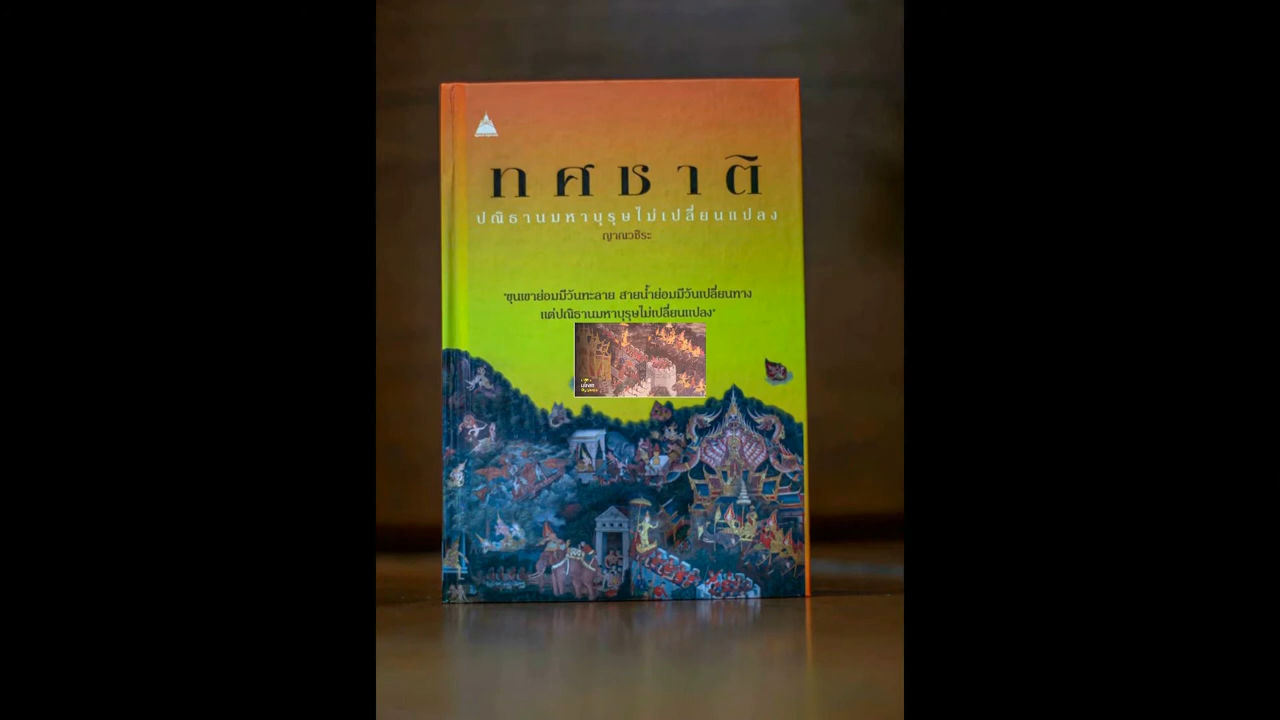 ทศชาติ
ปณิธานมหาบุรุษไม่เปลี่ยนแปลง
ญาณวชิระ
"ขุนเขาย่อมมีวันทะลาย สายน้ำย่อมมีวันเปลี่ยนทาง
แต่ปณิธานมหาบุรุษไม่เปลี่ยนแปลง"